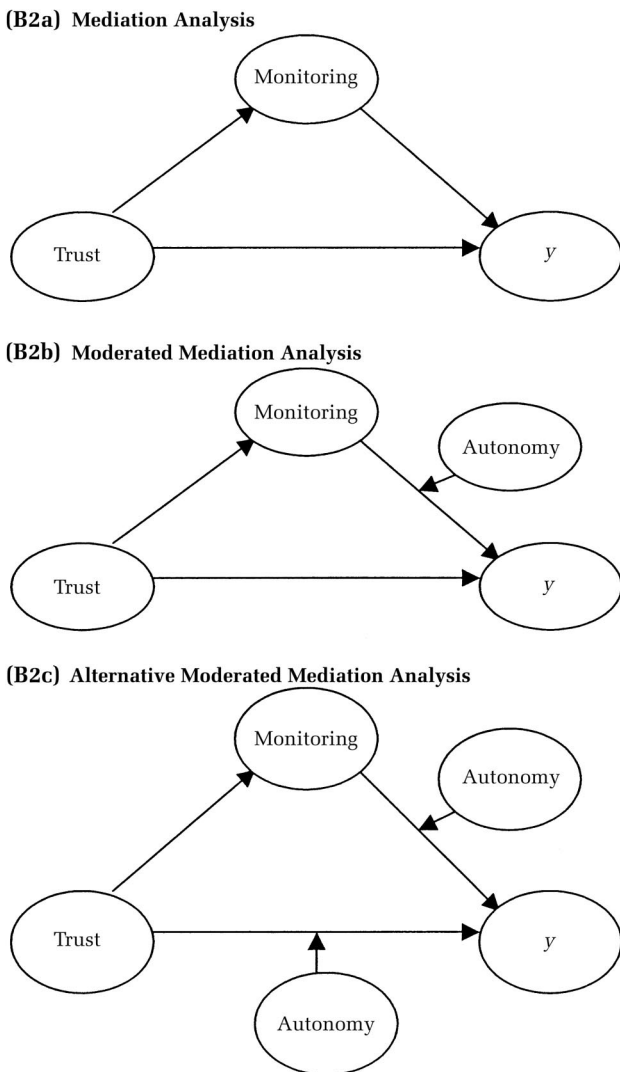 (B2a) Mediation Analysis
Monitoring
Trust
y
(B2b) Moderated Mediation Analysis
Monitoring
Autonomy
Trust
y
(B2c) Alternative Moderated Mediation Analysis
Monitoring
Autonomy
Trust
y
Autonomy